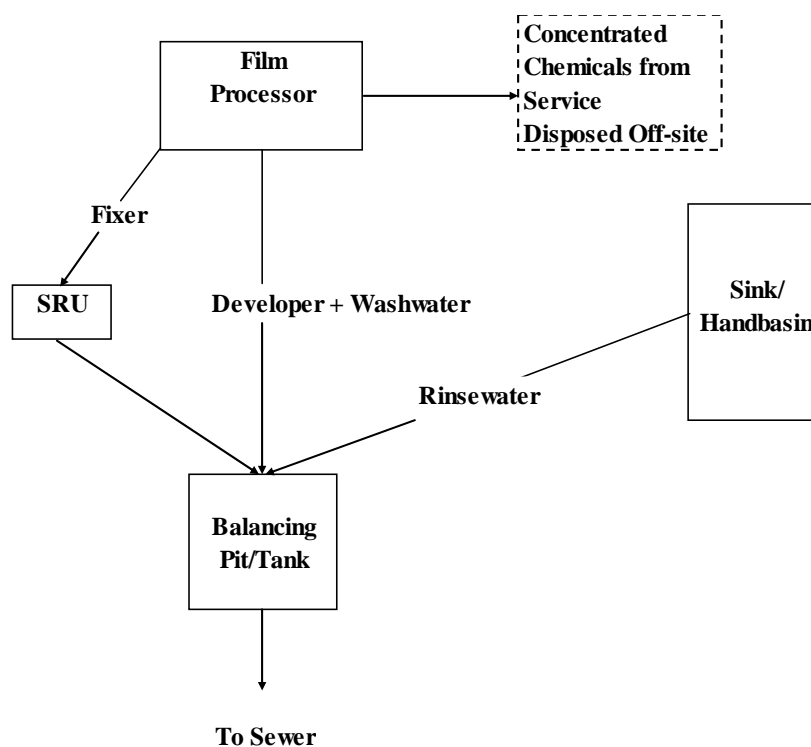 Film
Processor
Concentrated
Chemicals from
Service
Disposed Off-site
Fixer
SRU
Developer + Washwater
Sink/
Handbasin
Rinsewater
Balancing
Pit/Tank
To Sewer